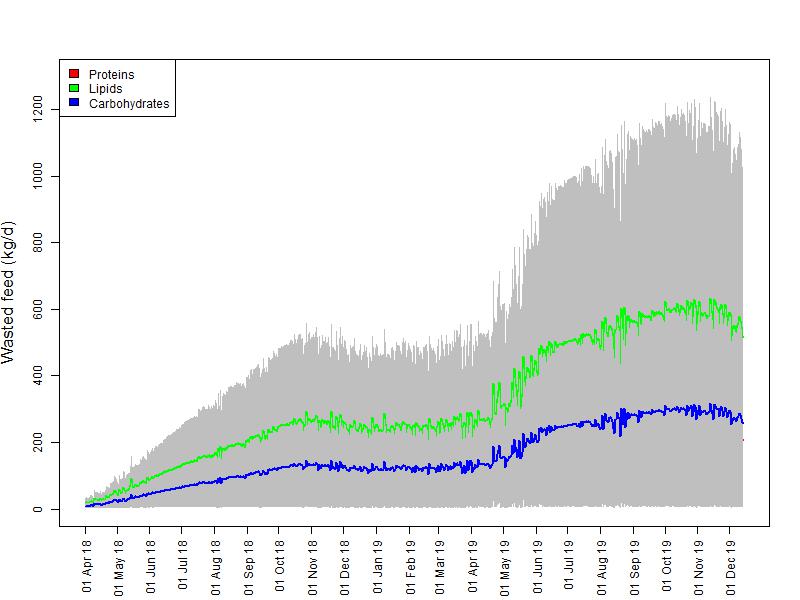 Proteins
Lipids
Carbohydrates
Wasted feed (kg/d)
1200
1000
800
600
400
200
0
01 Apr 18
01 May 18
01 Jun 18
01 Jul 18
01 Aug 18
01 Sep 18
01 Oct 18
01 Nov 18
01 Dec 18
01 Jan 19
01 Feb 19
01 Mar 19
01 Apr 19
01 May 19
01 Jun 19
01 Jul 19
01 Aug 19
01 Sep 19
01 Oct 19
01 Nov 19
01 Dec 19